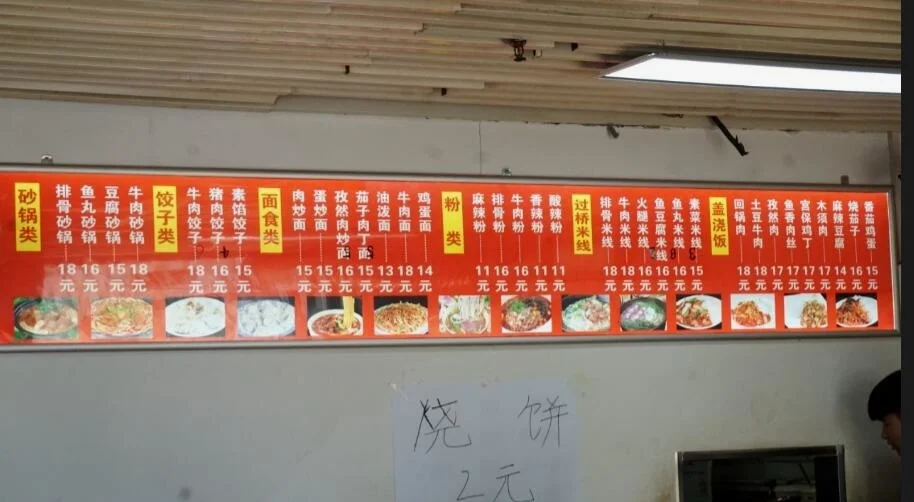 砂锅类
排骨砂锅 18元
鱼丸砂锅 16元
豆腐砂锅 15元
牛肉砂锅 18元
饺子类
牛肉饺子 18元
猪肉饺子 16元
素馅饺子 15元
面食类
肉炒面 15元
蛋炒面 15元
孜然肉炒面 16元
茄子肉丁面 15元
油泼面 13元
牛肉面 18元
鸡蛋面 14元
粉类
麻辣粉 11元
排骨粉 16元
牛肉粉 16元
香辣粉 11元
酸辣粉 11元
过桥米线
排骨米线 18元
牛肉米线 18元
火腿米线 16元
鱼豆腐米线 16元
鱼丸米线 16元
素菜米线 15元
盖浇饭
回锅肉 18元
土豆牛肉 18元
孜然肉 17元
鱼香肉丝 17元
宫保鸡丁 17元
木须肉 17元
麻辣豆腐 14元
烧茄子 16元
番茄鸡蛋 15元
烧饼
2元